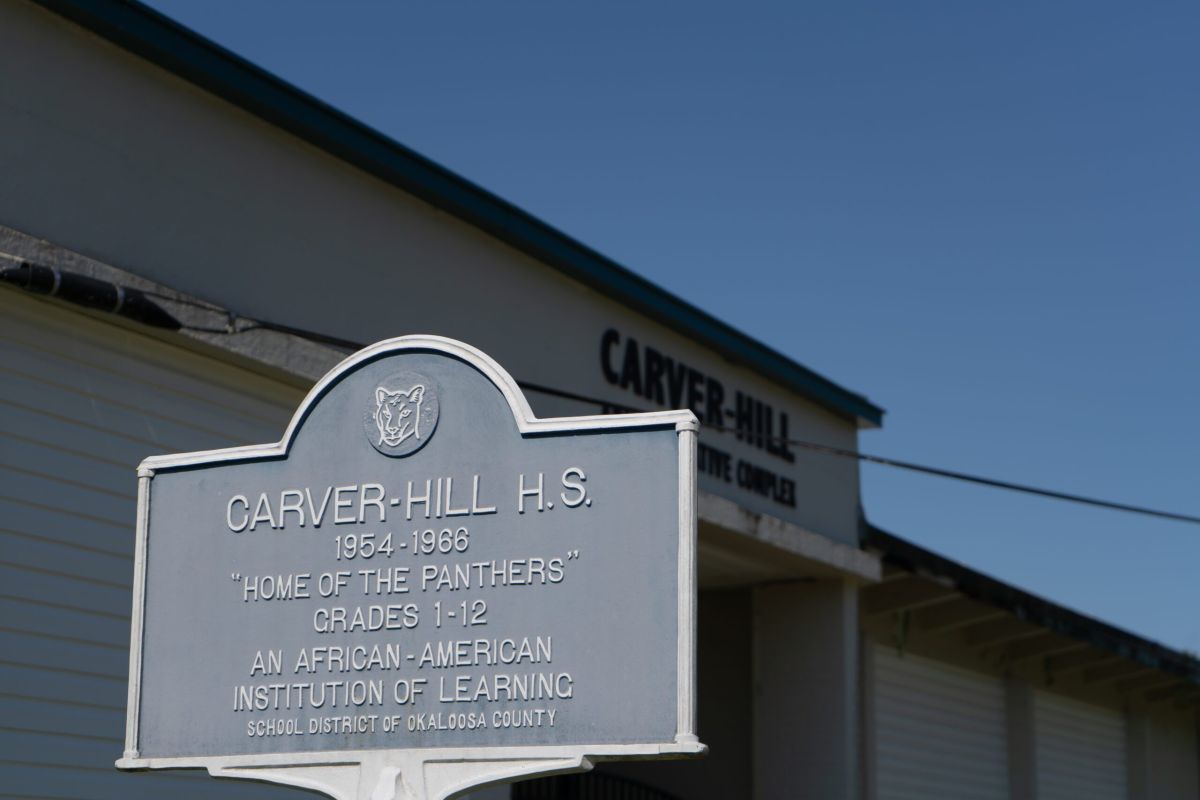 CARVER-HILL H.S.
1954-1966
"HOME OF THE PANTHERS"
GRADES 1-12
AN AFRICAN-AMERICAN
INSTITUTION OF LEARNING
SCHOOL DISTRICT OF OKALOOSA COUNTY
CARVER-HILL
COMPLEX